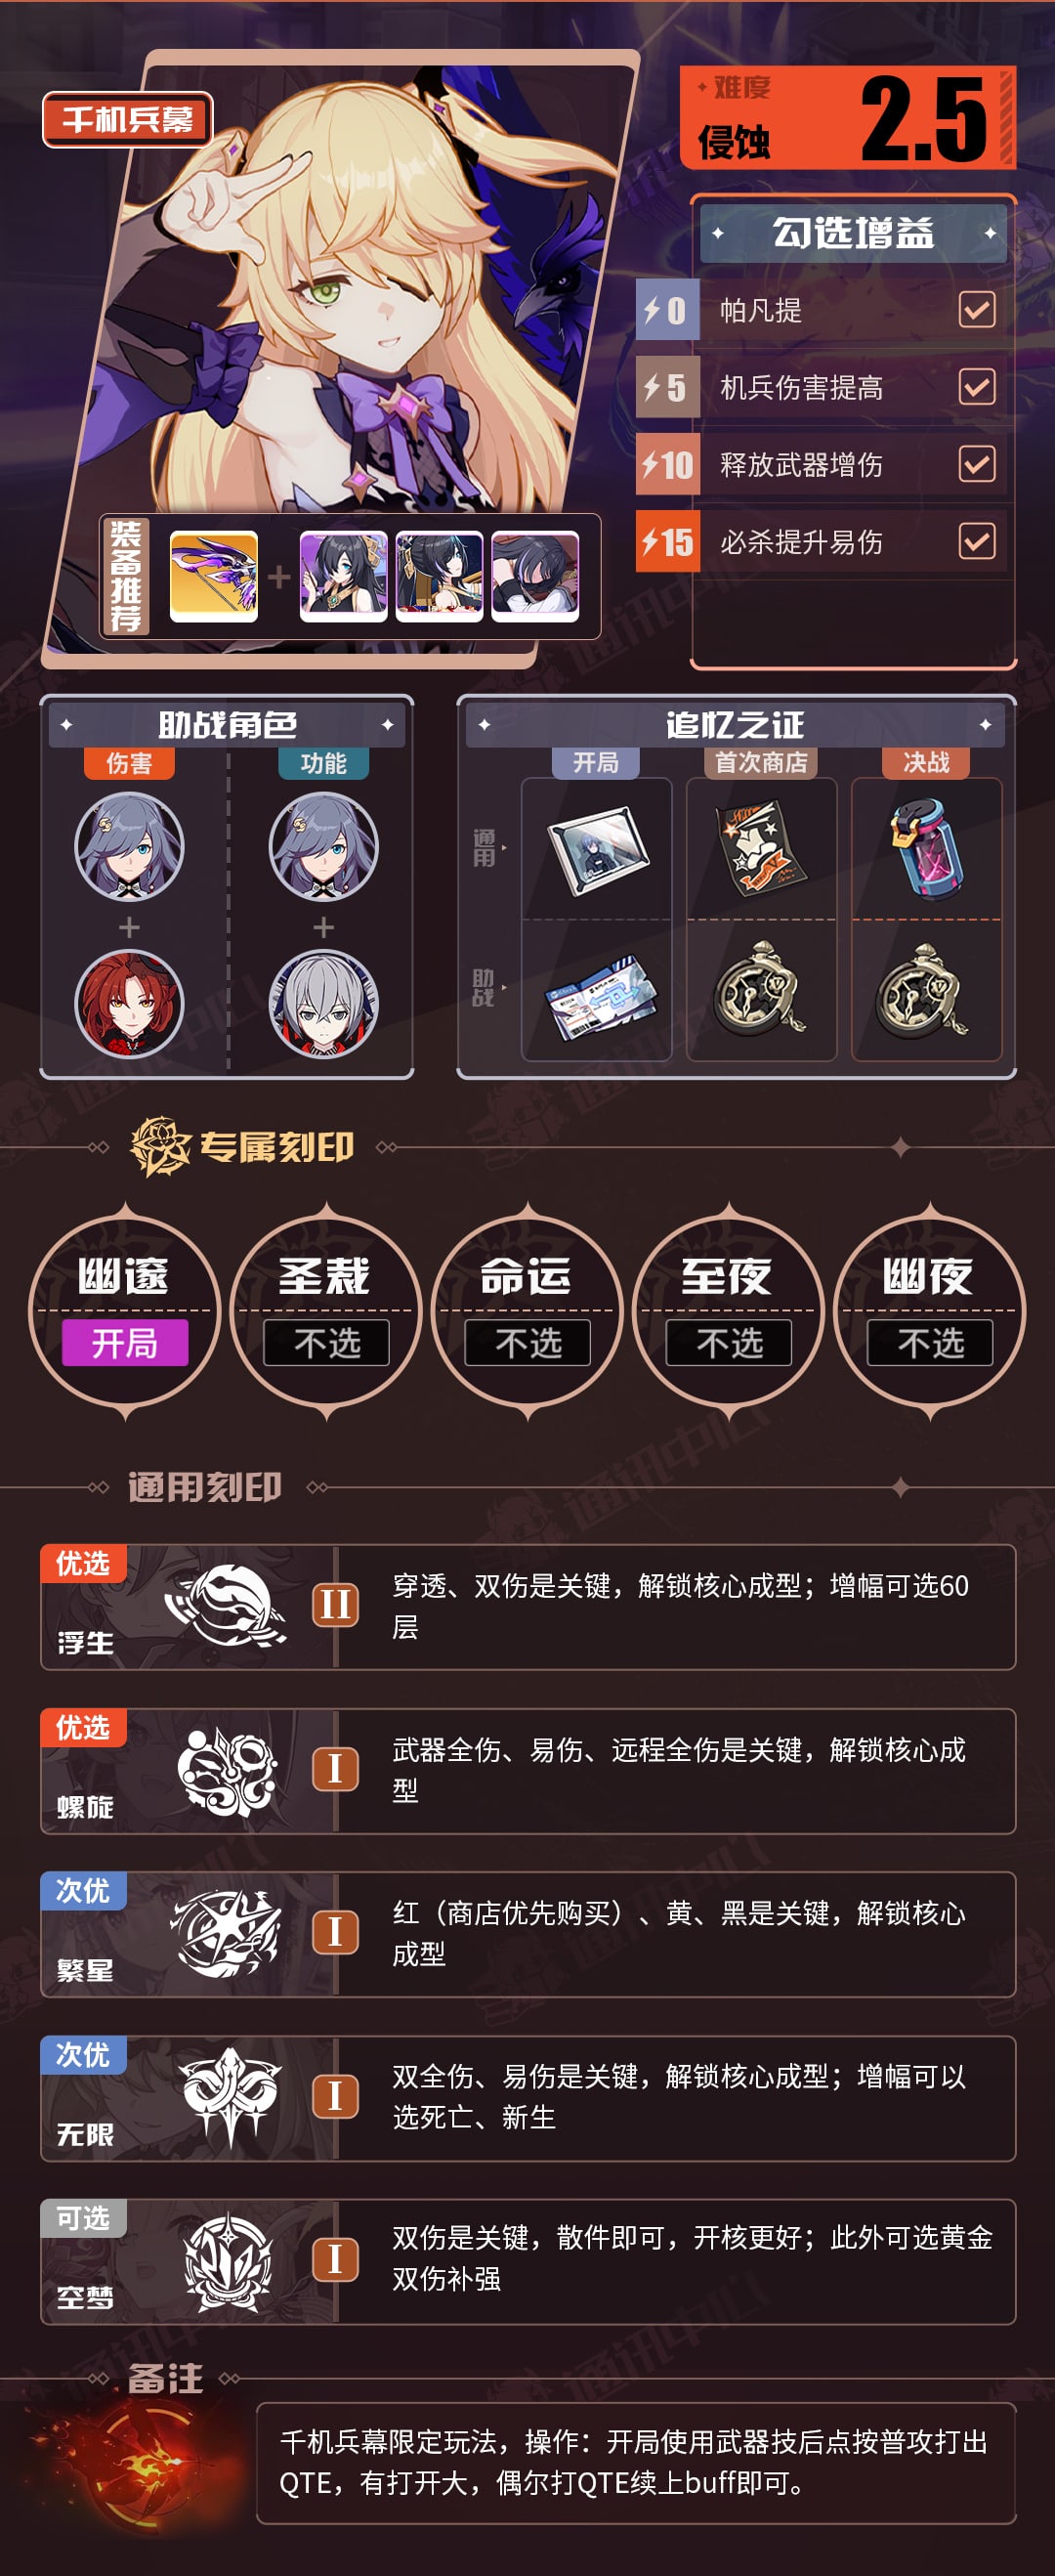 千机兵幕
难度
侵蚀
2.5
勾选增益
0 帕凡提
5 机兵伤害提高
10 释放武器增伤
15 必杀提升易伤
装备推荐
助战角色
伤害
功能
追忆之证
开局
首次商店
决战
通用
助战
专属刻印
幽邃
开局
圣裁
不选
命运
不选
至夜
不选
幽夜
不选
通用刻印
优选
浮生
II
穿透、双伤是关键，解锁核心成型；增幅可选60
层
优选
螺旋
I
武器全伤、易伤、远程全伤是关键，解锁核心成
型
次优
繁星
I
红（商店优先购买）、黄、黑是关键，解锁核心
成型
次优
无限
I
双全伤、易伤是关键，解锁核心成型；增幅可以
选死亡、新生
可选
空梦
I
双伤是关键，散件即可，开核更好；此外可选黄金
双伤补强
备注
千机兵幕限定玩法，操作：开局使用武器技后点按普攻打出
QTE，有打开大，偶尔打QTE续上buff即可。